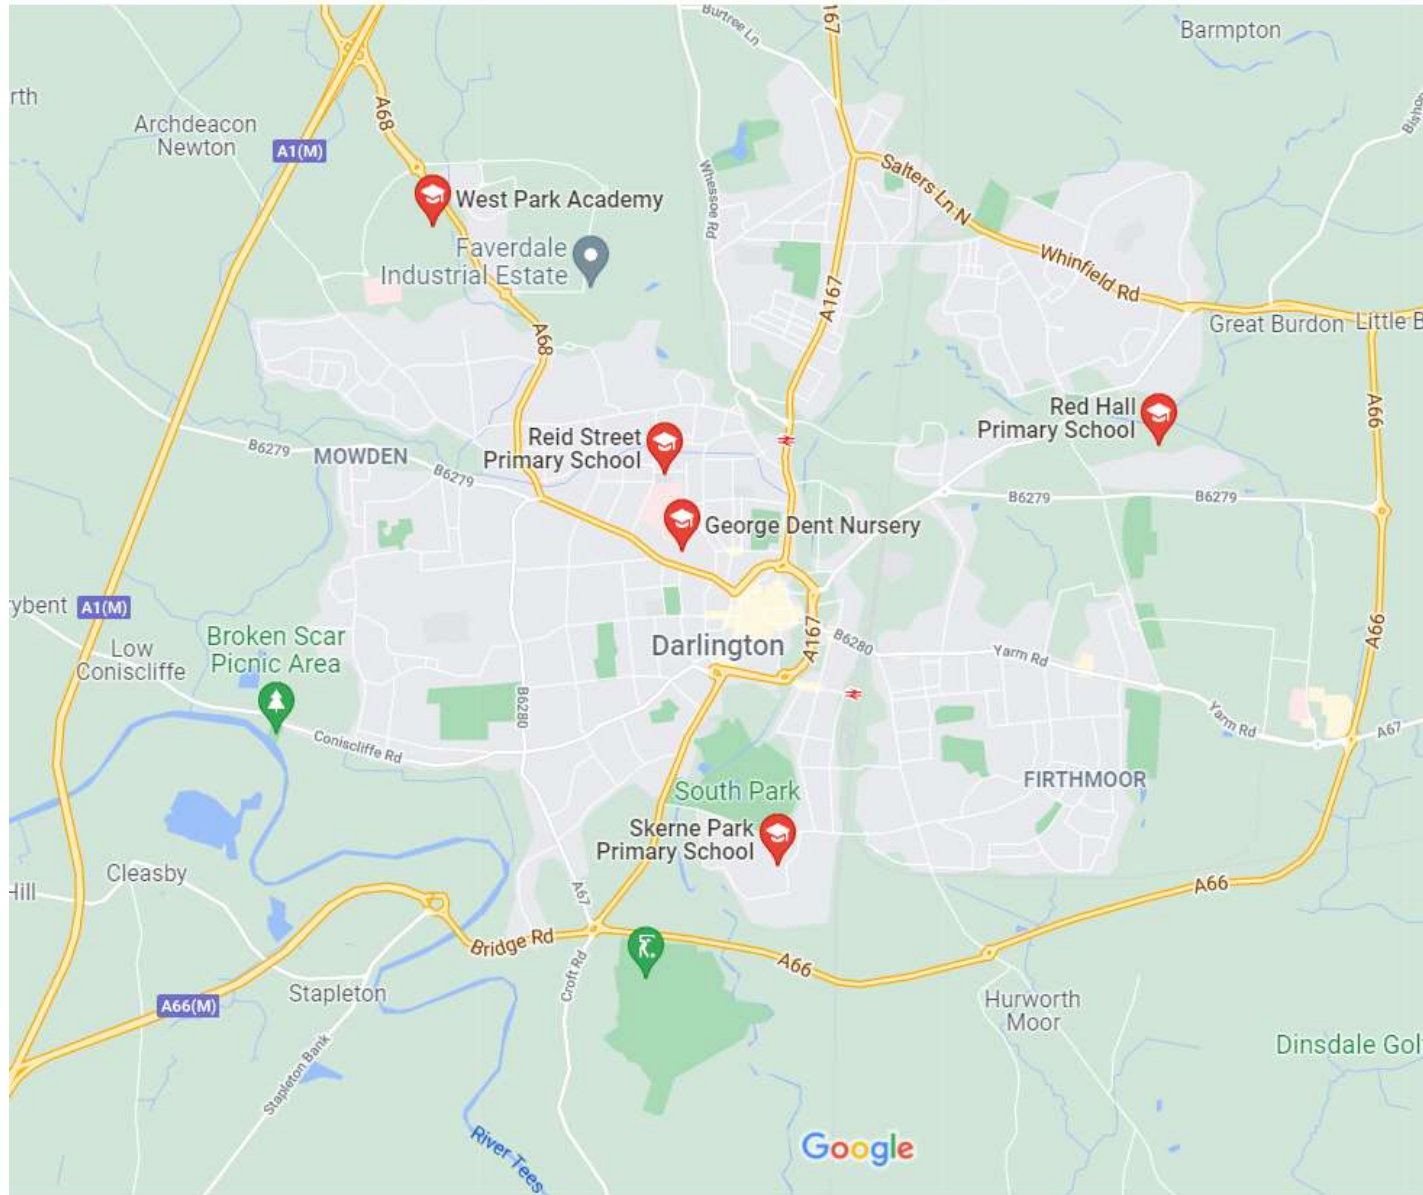 Burtree Ln
A167
Barmpton
rth
Archdeacon
Newton
A68
A1(M)
Whessoe Rd
Salters Ln N
West Park Academy
Faverdale
Industrial Estate
Whinfield Rd
A167
Great Burdon
Little B
A68
A66
Red Hall
Primary School
Reid Street
Primary School
B6279
MOWDEN
B6279
B6279
B6279
George Dent Nursery
rybent
A1(M)
Low
Coniscliffe
Broken Scar
Picnic Area
Darlington
A167
B6280
Yarm Rd
A66
B6280
Yarm Rd
A67
Coniscliffe Rd
South Park
FIRTHMOOR
Skerne Park
Primary School
Cleasby
Hill
A67
A66
Bridge Rd
A66
Croft Rd
Stapleton
A66(M)
Hurworth
Moor
Stapleton Bank
Dinsdale Gol
River Tees
Google